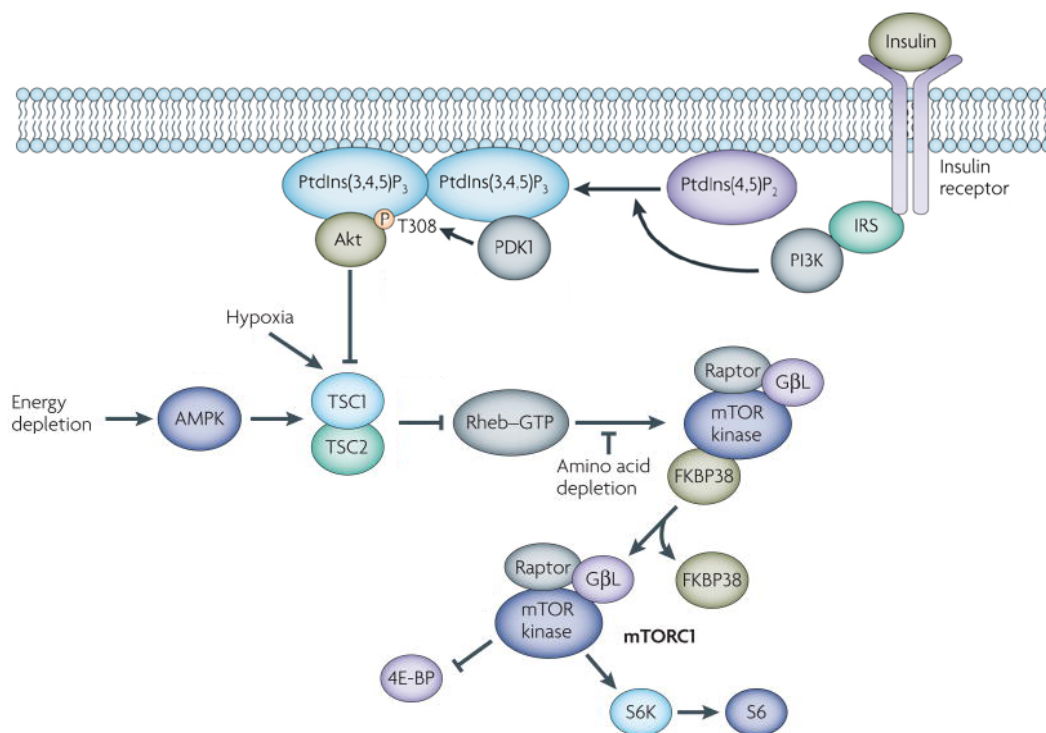 Insulin
Insulin
receptor
PtdIns(3,4,5)P3
PtdIns(3,4,5)P3
PtdIns(4,5)P2
IRS
P
T308
Akt
PDK1
PI3K
Hypoxia
Energy
depletion
AMPK
TSC1
TSC2
Rheb–GTP
Amino acid
depletion
Raptor
GβL
mTOR
kinase
FKBP38
Raptor
GβL
FKBP38
mTOR
kinase
mTORC1
4E-BP
S6K
S6